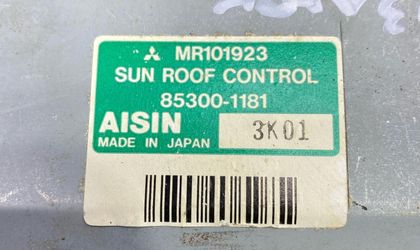 MR101923
SUN ROOF CONTROL
85300-1181
AISIN 3K01
MADE IN JAPAN